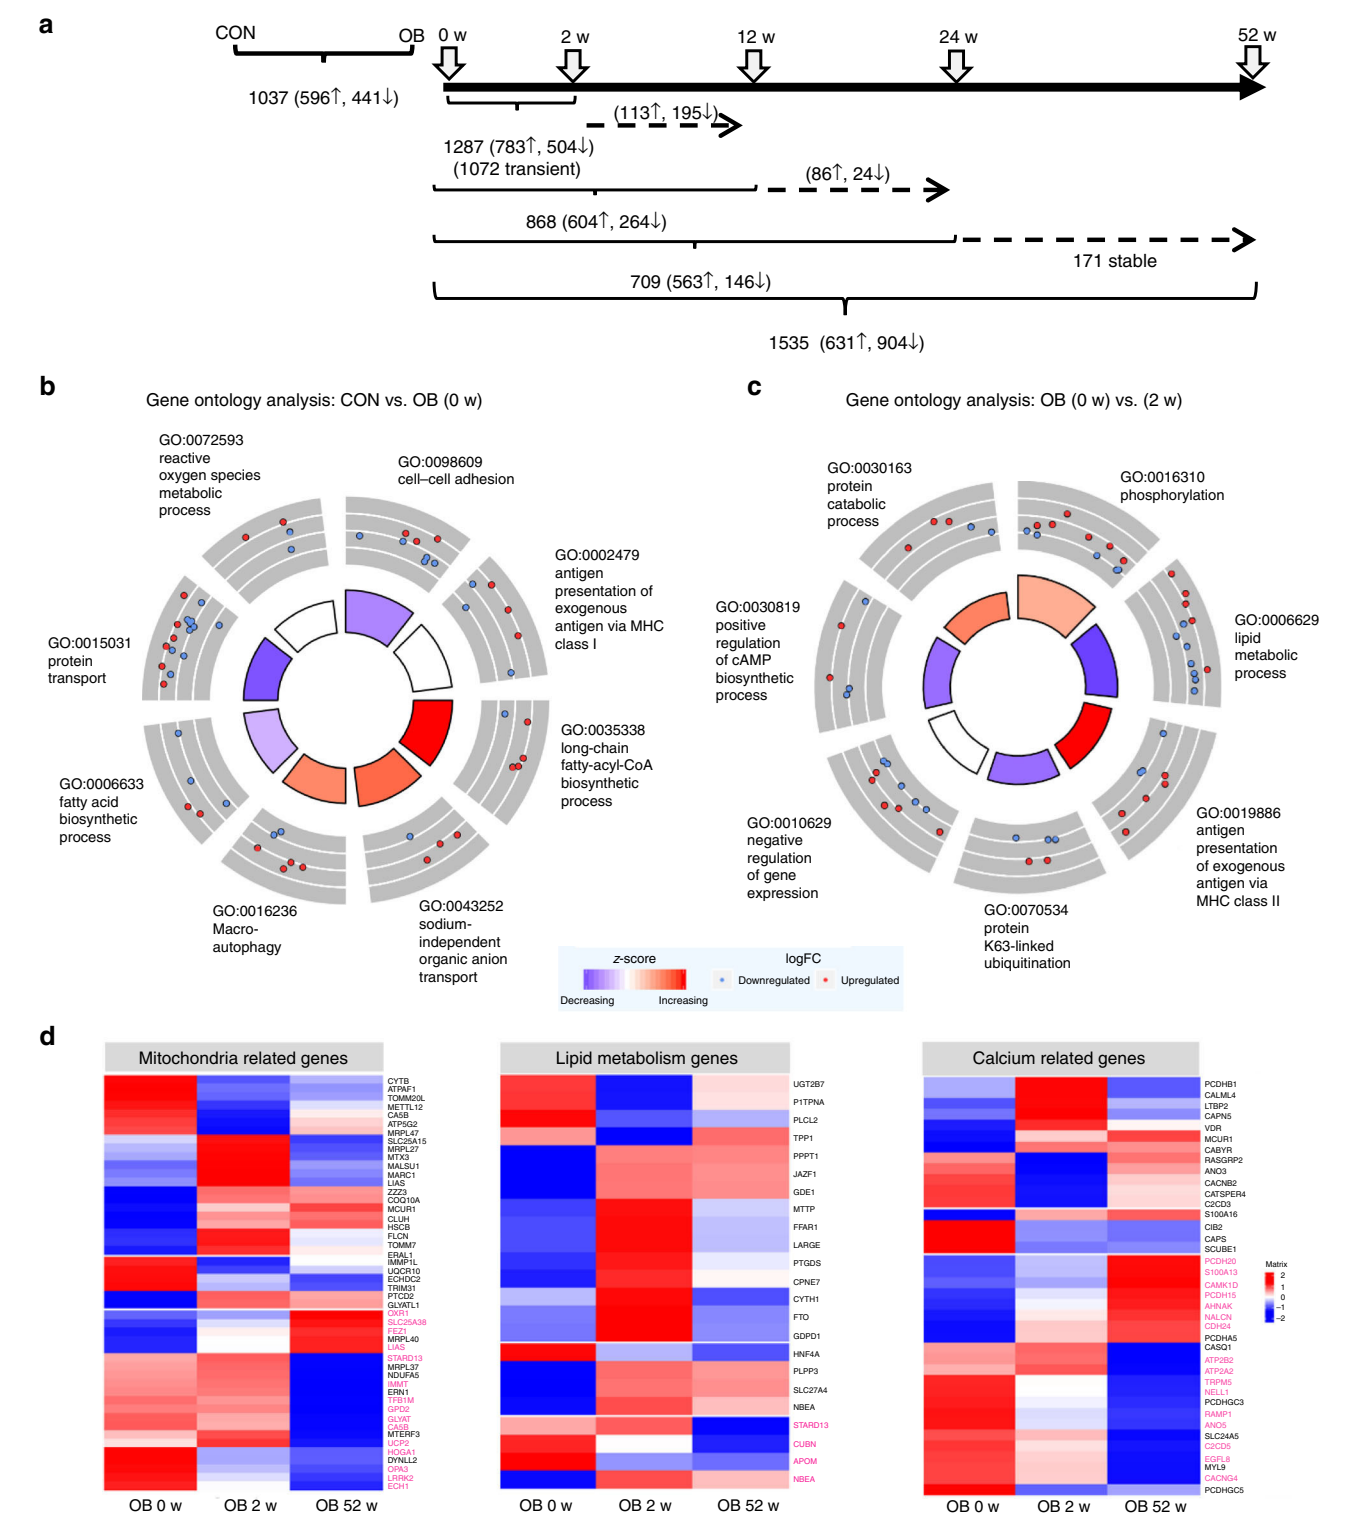 a
CON
OB
0 w
2 w
12 w
24 w
52 w
1037 (596↑, 441↓)
(113↑, 195↓)
1287 (783↑, 504↓)
(1072 transient)
(86↑, 24↓)
868 (604↑, 264↓)
171 stable
709 (563↑, 146↓)
1535 (631↑, 904↓)
b
Gene ontology analysis: CON vs. OB (0 w)
GO:0072593
reactive
oxygen species
metabolic
process
GO:0098609
cell–cell adhesion
GO:0002479
antigen
presentation of
exogenous
antigen via MHC
class I
GO:0015031
protein
transport
GO:0035338
long-chain
fatty-acyl-CoA
biosynthetic
process
GO:0006633
fatty acid
biosynthetic
process
GO:0016236
Macro-
autophagy
GO:0043252
sodium-
independent
organic anion
transport
c
Gene ontology analysis: OB (0 w) vs. (2 w)
GO:0030163
protein
catabolic
process
GO:0016310
phosphorylation
GO:0030819
positive
regulation
of cAMP
biosynthetic
process
GO:0006629
lipid
metabolic
process
GO:0010629
negative
regulation
of gene
expression
GO:0019886
antigen
presentation
of exogenous
antigen via
MHC class II
GO:0070534
protein
K63-linked
ubiquitination
z-score
logFC
Downregulated
Upregulated
Decreasing
Increasing
d
Mitochondria related genes
CYTB
ATPAF1
TOMM20L
METTL12
CA5B
ATP5G2
MRPL47
SLC25A15
MRPL27
MTX3
MALSU1
MARC1
LIAS
ZZZ3
COQ10A
MCUR1
CLUH
HSCB
FLCN
TOMM7
ERAL1
IMMP1L
UQCR10
ECHDC2
TRIM31
PTCD2
GLYATL1
OXR1
SLC25A38
FEZ1
MRPL40
LIAS
STARD13
MRPL37
NDUFA5
IMMT
ERN1
TFB1M
GPD2
GLYAT
CA5B
MTERF3
UCP2
HOGA1
DYNLL2
OPA3
LRRK2
ECH1
OB 0 w
OB 2 w
OB 52 w
Lipid metabolism genes
UGT2B7
P1TPNA
PLCL2
TPP1
PPPT1
JAZF1
GDE1
MTTP
FFAR1
LARGE
PTGDS
CPNE7
CYTH1
FTO
GDPD1
HNF4A
PLPP3
SLC27A4
NBEA
STARD13
CUBN
APOM
NBEA
OB 0 w
OB 2 w
OB 52 w
Calcium related genes
PCDHB1
CALML4
LTBP2
CAPN5
VDR
MCUR1
CABYR
RASGRP2
ANO3
CACNB2
CATSPER4
C2CD3
S100A16
CIB2
CAPS
SCUBE1
PCDH20
S100A13
CAMK1D
PCDH15
AHNAK
NALCN
CDH24
PCDHA5
CASQ1
ATP2B2
ATP2A2
TRPM5
NELL1
PCDHGC3
RAMP1
ANO5
SLC24A5
C2CD5
EGFL8
MYL9
CACNG4
PCDHGC5
OB 0 w
OB 2 w
OB 52 w
Matrix
2
1
0
−1
−2